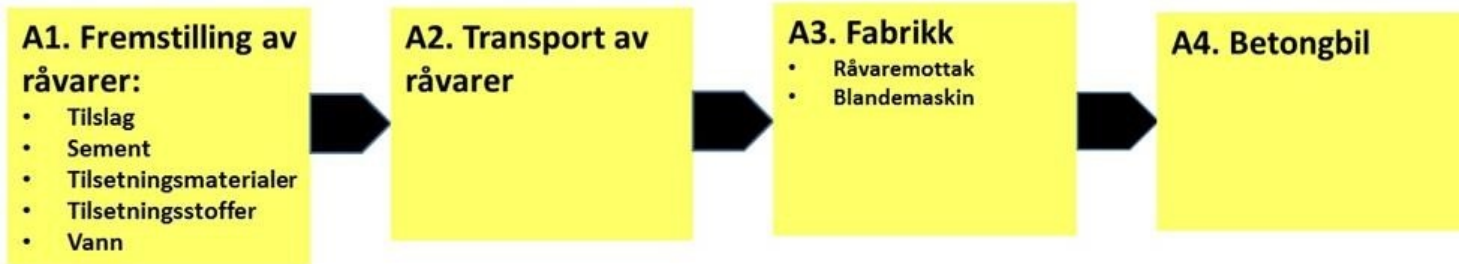 A1. Fremstilling av
råvarer:
• Tilslag
• Sement
• Tilsetningsmaterialer
• Tilsetningsstoffer
• Vann
A2. Transport av
råvarer
A3. Fabrikk
• Råvaremottak
• Blandemaskin
A4. Betongbil